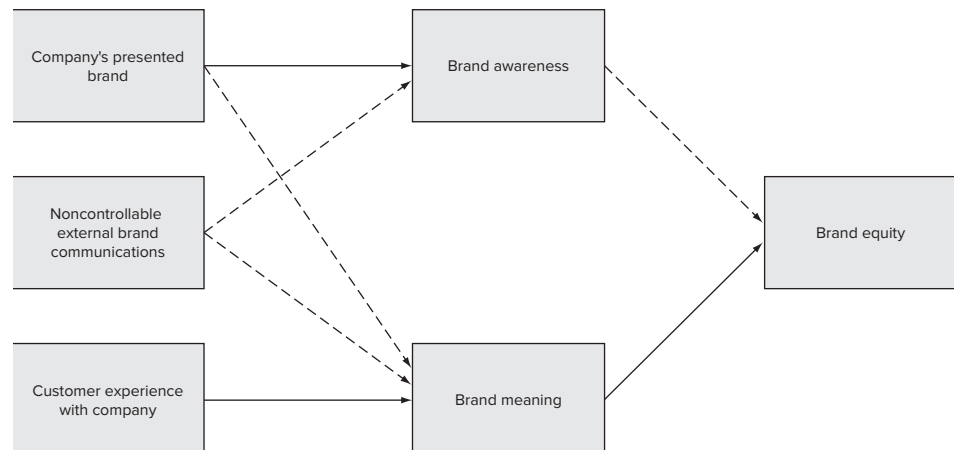 Company's presented
brand
Brand awareness
Noncontrollable
external brand
communications
Brand equity
Customer experience
with company
Brand meaning